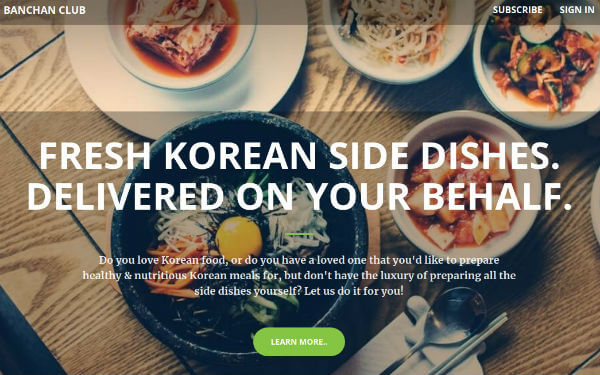 BANCHAN CLUB
SUBSCRIBE
SIGN IN
FRESH KOREAN SIDE DISHES.
DELIVERED ON YOUR BEHALF.
Do you love Korean food, or do you have a loved one that you'd like to prepare
healthy & nutritious Korean meals for, but don't have the luxury of preparing all the
side dishes yourself? Let us do it for you!
LEARN MORE..